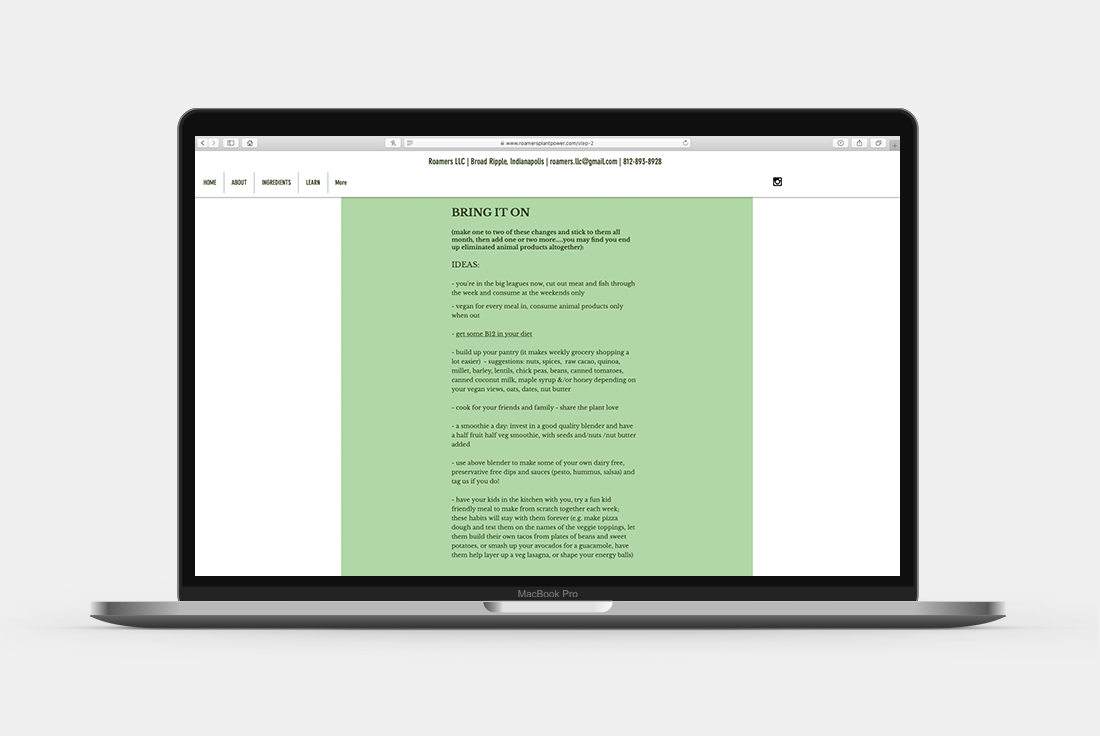 www.roamersplantpower.com/step-2
Roamers LLC | Broad Ripple, Indianapolis | roamers.llc@gmail.com | 812-893-8928
HOME ABOUT INGREDIENTS LEARN More
BRING IT ON
(make one to two of these changes and stick to them all
month, then add one or two more....you may find you end
up eliminated animal products altogether):
IDEAS:
- you're in the big leagues now, cut out meat and fish through
the week and consume at the weekends only
- vegan for every meal in, consume animal products only
when out
- get some B12 in your diet
- build up your pantry (it makes weekly grocery shopping a
lot easier) - suggestions: nuts, spices, raw cacao, quinoa,
millet, barley, lentils, chick peas, beans, canned tomatoes,
canned coconut milk, maple syrup &/or honey depending on
your vegan views, oats, dates, nut butter
- cook for your friends and family - share the plant love
- a smoothie a day: invest in a good quality blender and have
a half fruit half veg smoothie, with seeds and/nuts /nut butter
added
- use above blender to make some of your own dairy free,
preservative free dips and sauces (pesto, hummus, salsas) and
tag us if you do!
- have your kids in the kitchen with you, try a fun kid
friendly meal to make from scratch together each week;
these habits will stay with them forever (e.g. make pizza
dough and test them on the names of the veggie toppings, let
them build their own tacos from plates of beans and sweet
potatoes, or smash up your avocados for a guacamole, have
them help layer up a veg lasagna, or shape your energy balls)
MacBook Pro